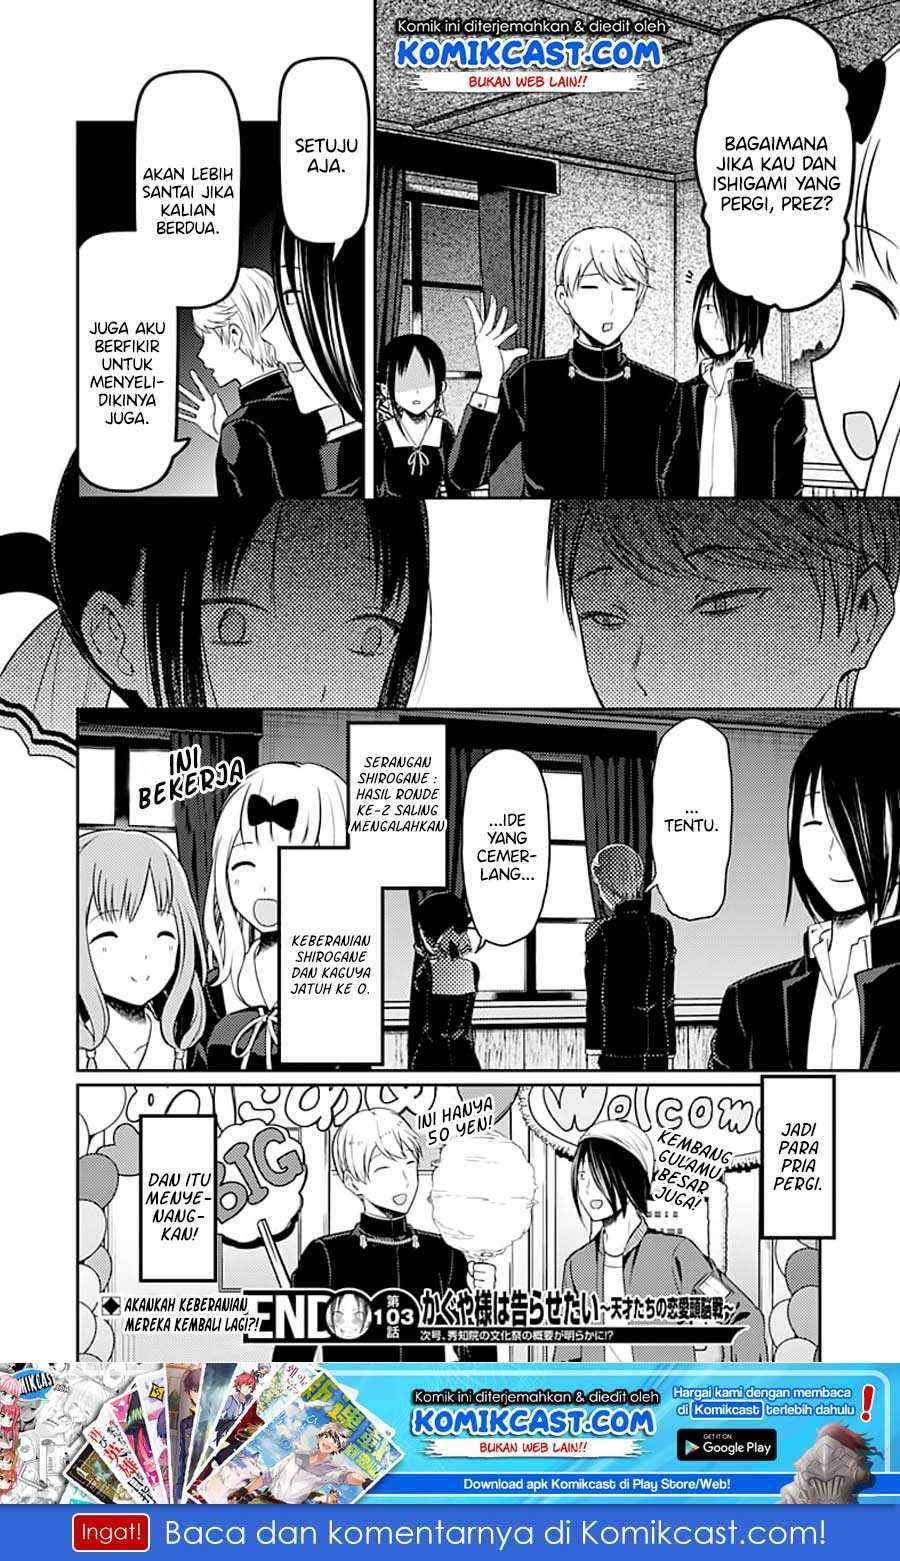 Komik ini diterjemahkan & diedit oleh
KOMIKCAST.COM
BUKAN WEB LAIN!!
BAGAIMANA
JIKA KAU DAN
ISHIGAMI YANG
PERGI, PREZ?
SETUJU
AJA.
AKAN LEBIH
SANTAI JIKA
KALIAN
BERDUA.
JUGA AKU
BERFIKIR
UNTUK
MENYELI-
DIKINYA
JUGA.
...
TENTU.
...IDE
YANG
CEMER-
LANG...
SERANGAN
SHIROGANE :
HASIL RONDE
KE-2 SALING
MENGALAHKAN
INI
BEKERJA
KEBERANIAN
SHIROGANE
DAN KAGUYA
JATUH KE 0.
JADI
PARA
PRIA
PERGI.
Welcome
KEMBANG
GULAMU
BESAR
JUGA!
INI HANYA
50 YEN!
BIG
DAN ITU
MENYE-
NANG-
KAN!
AKANKAH KEBERANIAN
MEREKA KEMBALI LAGI?!
END
第
103
話
かぐや様は告らせたい
～天才たちの恋愛頭脳戦～
次号、秀知院の文化祭の概要が明らかに!?
KOMIKCAST
Komik ini diterjemahkan & diedit oleh
KOMIKCAST.COM
BUKAN WEB LAIN!!
Hargai kami dengan membaca
di Komikcast terlebih dahulu !
GET IT ON
Google Play
Download apk Komikcast di Play Store/Web!
Ingat! Baca dan komentarnya di Komikcast.com!